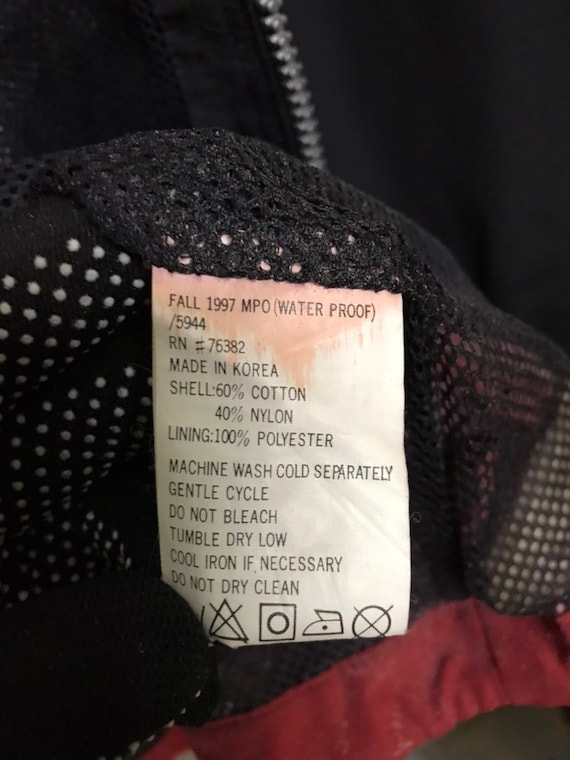 FALL 1997 MPO (WATER PROOF)
/5944
RN #76382
MADE IN KOREA
SHELL:60% COTTON
40% NYLON
LINING:100% POLYESTER
MACHINE WASH COLD SEPARATELY
GENTLE CYCLE
DO NOT BLEACH
TUMBLE DRY LOW
COOL IRON IF NECESSARY
DO NOT DRY CLEAN